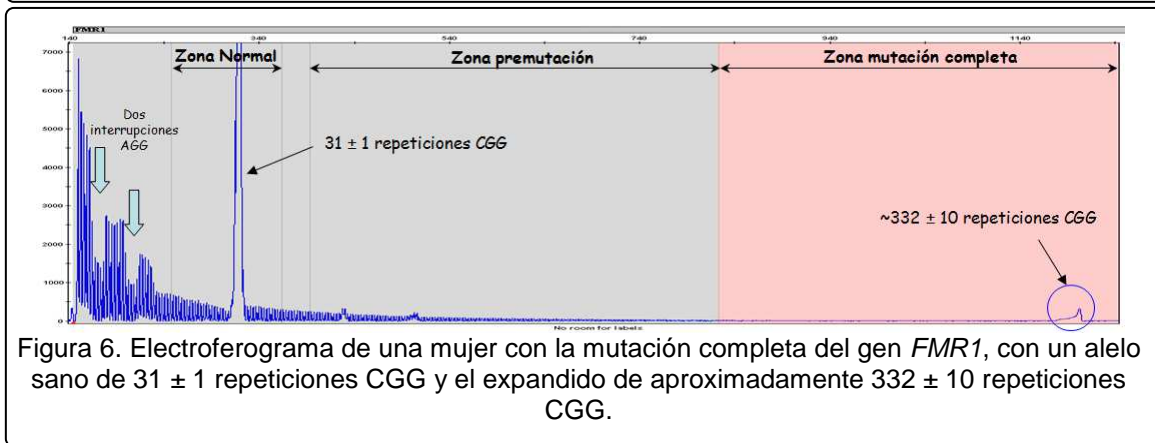 FMR1
140 340 540 740 940 1140
Zona Normal Zona premutación Zona mutación completa
7000
6000
5000
4000
3000
2000
1000
0
Dos
interrupciones
AGG
31 ± 1 repeticiones CGG
~332 ± 10 repeticiones CGG
No room for labels
Figura 6. Electroferograma de una mujer con la mutación completa del gen FMR1, con un alelo
sano de 31 ± 1 repeticiones CGG y el expandido de aproximadamente 332 ± 10 repeticiones
CGG.